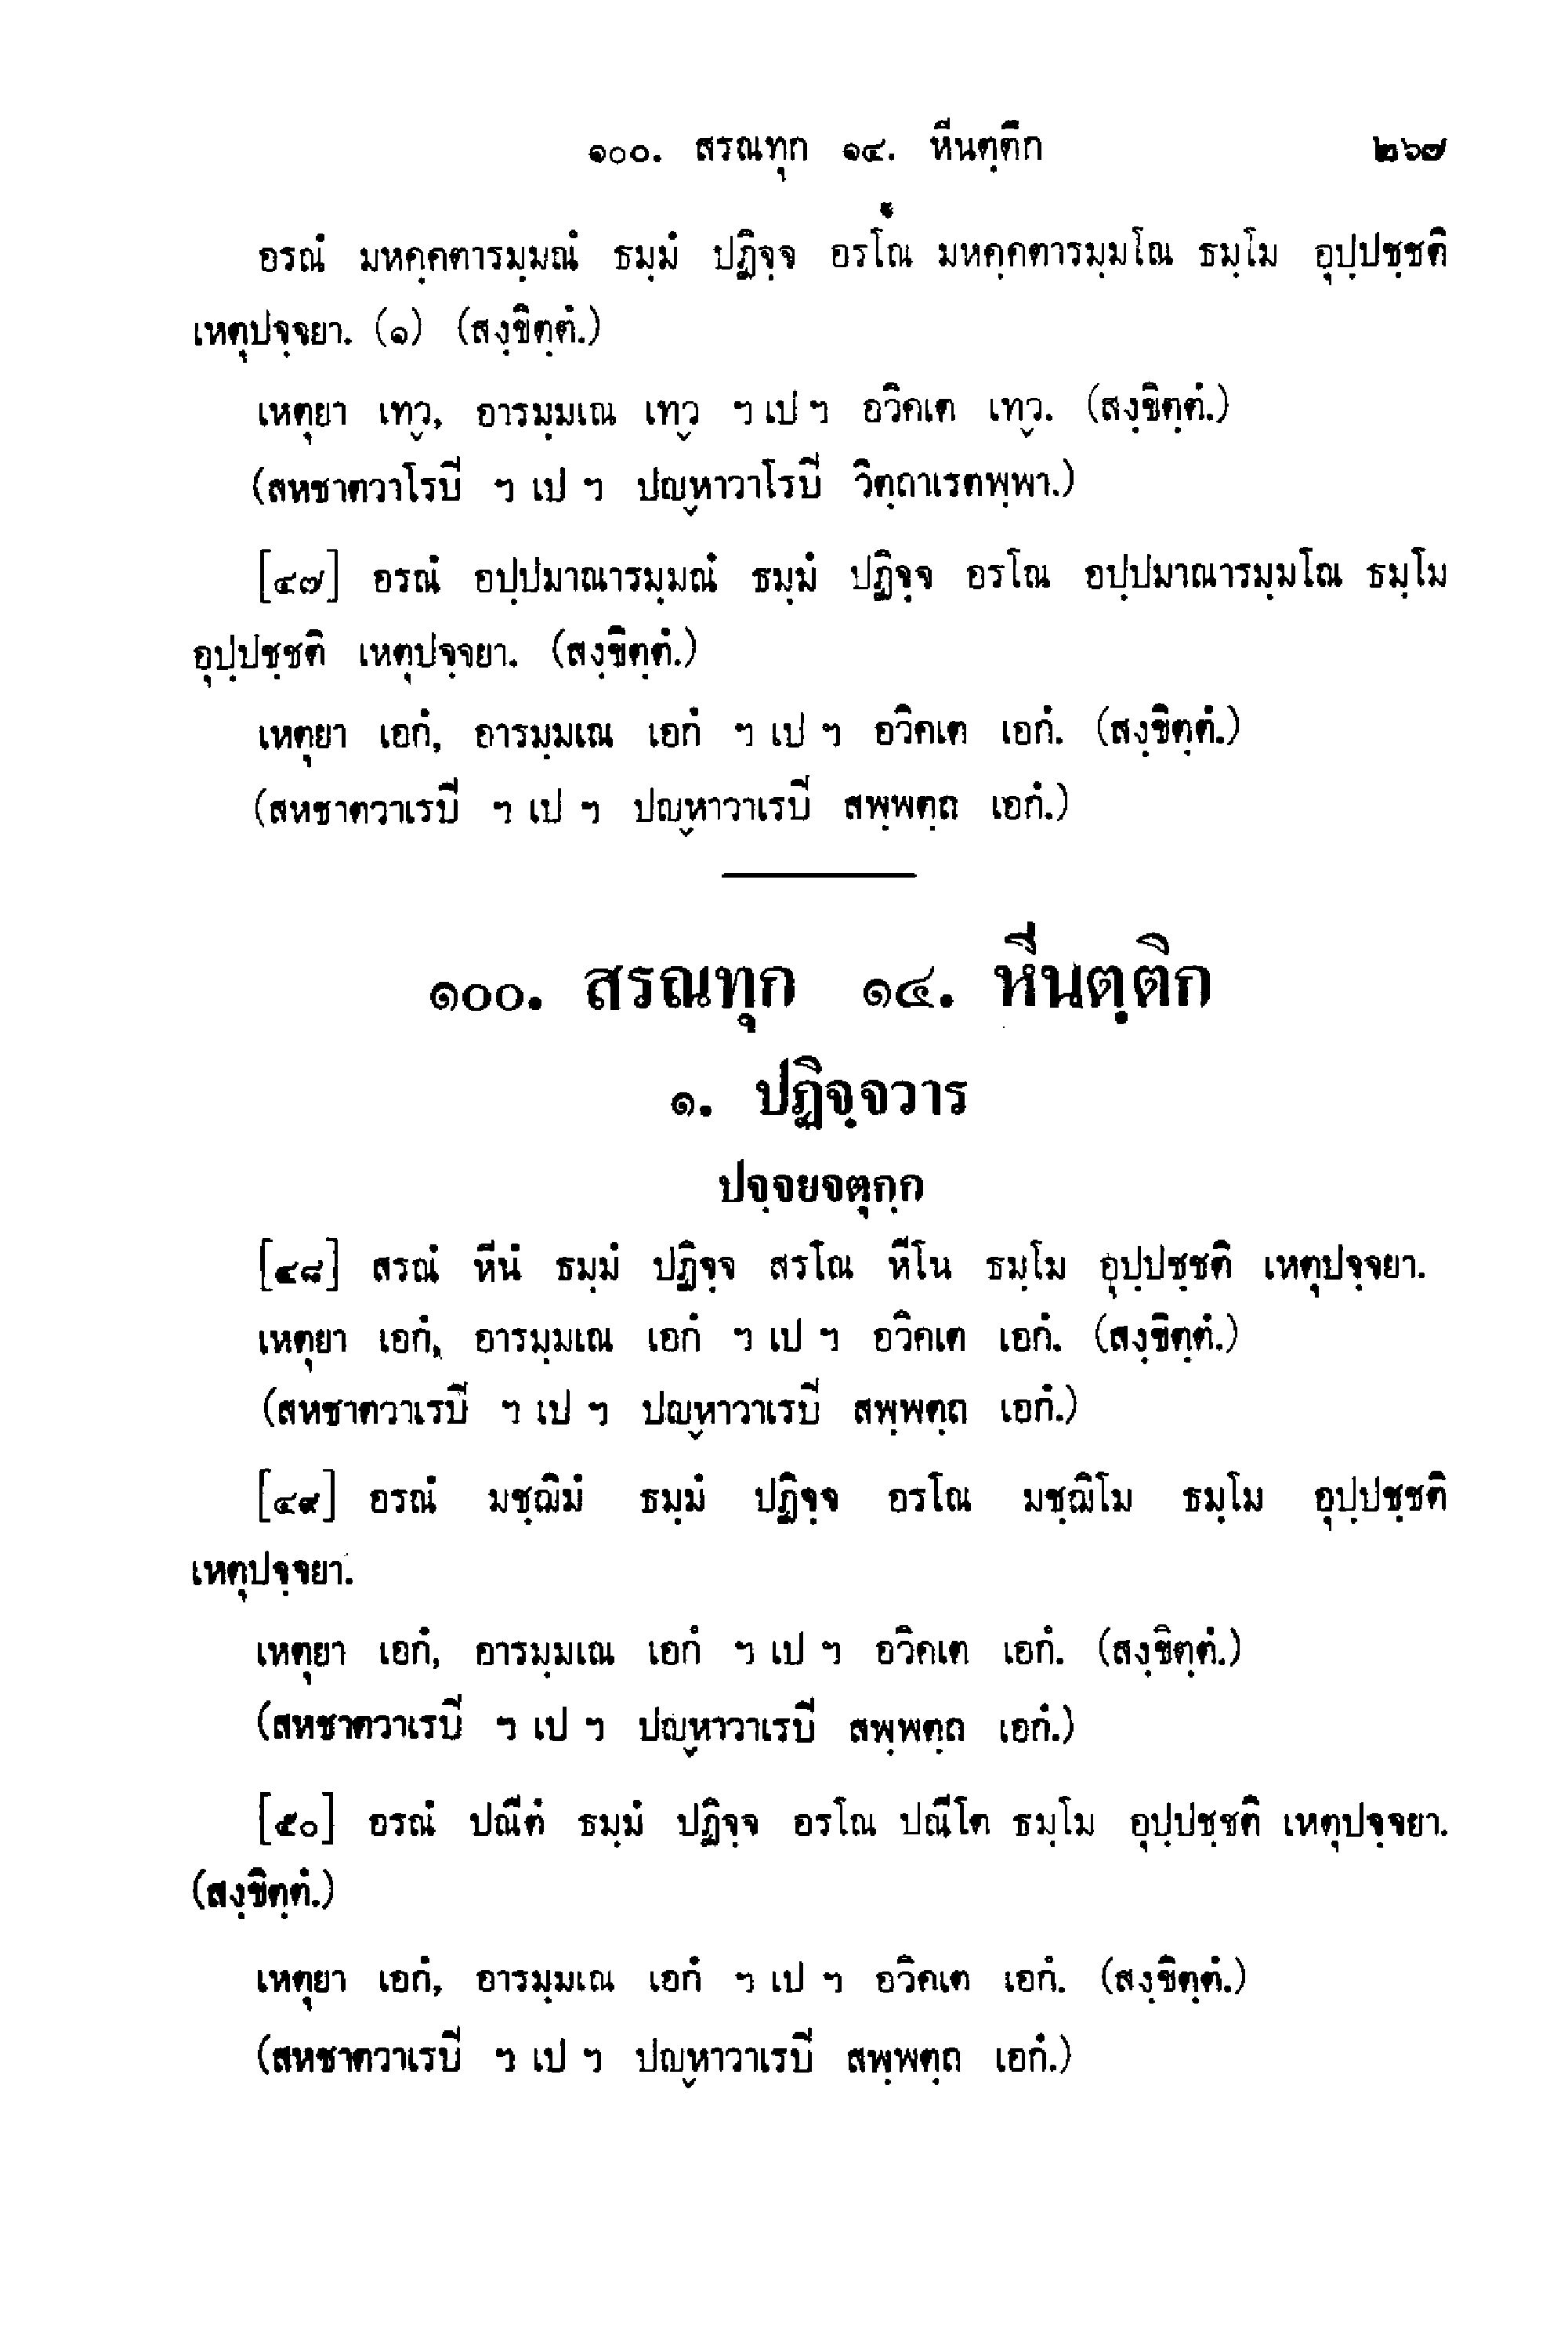 ๑๐๐. สรณทุก ๑๔. หีนตฺติก ๒๖๗
อรณํ มหคฺคตารมฺมณํ ธมฺมํ ปฏิจฺจ อรโณ มหคฺคตารมฺมโณ ธมฺโม อุปฺปชฺชติ
เหตุปจฺจยา. (๑) (สงฺขิตฺตํ.)
เหตุยา เทฺว, อารมฺมเณ เทฺว ฯ เป ฯ อวิคเต เทฺว. (สงฺขิตฺตํ.)
(สหชาตวาโรปิ ฯ เป ฯ ปญฺหาวาโรปิ วิตฺถาเรตพฺพา.)
[๔๗] อรณํ อปฺปมาณารมฺมณํ ธมฺมํ ปฏิจฺจ อรโณ อปฺปมาณารมฺมโณ ธมฺโม
อุปฺปชฺชติ เหตุปจฺจยา. (สงฺขิตฺตํ.)
เหตุยา เอกํ, อารมฺมเณ เอกํ ฯ เป ฯ อวิคเต เอกํ. (สงฺขิตฺตํ.)
(สหชาตวาเรปิ ฯ เป ฯ ปญฺหาวาเรปิ สพฺพตฺถ เอกํ.)
๑๐๐. สรณทุก ๑๔. หีนตฺติก
๑. ปฏิจฺจวาร
ปจฺจยจตุกฺก
[๔๘] สรณํ หีนํ ธมฺมํ ปฏิจฺจ สรโณ หีโน ธมฺโม อุปฺปชฺชติ เหตุปจฺจยา.
เหตุยา เอกํ, อารมฺมเณ เอกํ ฯ เป ฯ อวิคเต เอกํ. (สงฺขิตฺตํ.)
(สหชาตวาเรปิ ฯ เป ฯ ปญฺหาวาเรปิ สพฺพตฺถ เอกํ.)
[๔๙] อรณํ มชฺฌิมํ ธมฺมํ ปฏิจฺจ อรโณ มชฺฌิโม ธมฺโม อุปฺปชฺชติ
เหตุปจฺจยา.
เหตุยา เอกํ, อารมฺมเณ เอกํ ฯ เป ฯ อวิคเต เอกํ. (สงฺขิตฺตํ.)
(สหชาตวาเรปิ ฯ เป ฯ ปญฺหาวาเรปิ สพฺพตฺถ เอกํ.)
[๕๐] อรณํ ปณีตํ ธมฺมํ ปฏิจฺจ อรโณ ปณีโต ธมฺโม อุปฺปชฺชติ เหตุปจฺจยา.
(สงฺขิตฺตํ.)
เหตุยา เอกํ, อารมฺมเณ เอกํ ฯ เป ฯ อวิคเต เอกํ. (สงฺขิตฺตํ.)
(สหชาตวาเรปิ ฯ เป ฯ ปญฺหาวาเรปิ สพฺพตฺถ เอกํ.)